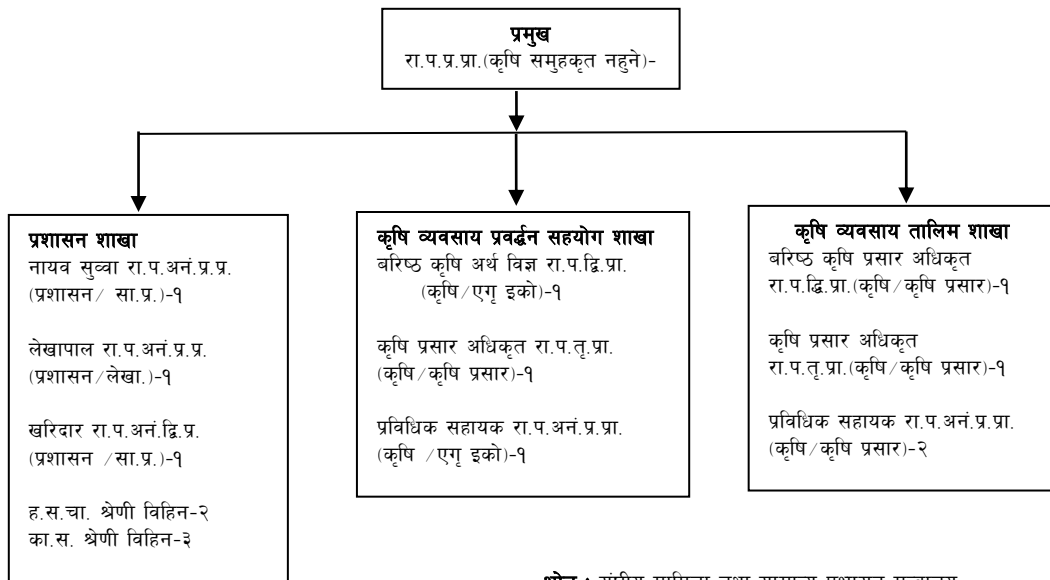 प्रमुख
रा.प.प्र.प्रा.(कृषि समुहकृत नहुने)-
प्रशासन शाखा
नायव सुव्वा रा.प.अनं.प्र.प्र.
(प्रशासन/ सा.प्र.)-१
लेखापाल रा.प.अनं.प्र.प्र.
(प्रशासन/लेखा.)-१
खरिदार रा.प.अनं.द्वि.प्र.
(प्रशासन /सा.प्र.)-१
ह.स.चा. श्रेणी विहिन-२
का.स. श्रेणी विहिन-३
कृषि व्यवसाय प्रवर्द्धन सहयोग शाखा
बरिष्ठ कृषि अर्थ विज्ञ रा.प.द्वि.प्रा.
(कृषि/एगृ इको)-१
कृषि प्रसार अधिकृत रा.प.तृ.प्रा.
(कृषि/कृषि प्रसार)-१
प्रविधिक सहायक रा.प.अनं.प्र.प्रा.
(कृषि /एगृ इको)-१
कृषि व्यवसाय तालिम शाखा
बरिष्ठ कृषि प्रसार अधिकृत
रा.प.द्वि.प्रा.(कृषि/कृषि प्रसार)-१
कृषि प्रसार अधिकृत
रा.प.तृ.प्रा.(कृषि/कृषि प्रसार)-१
प्रविधिक सहायक रा.प.अनं.प्र.प्रा.
(कृषि/कृषि प्रसार)-२